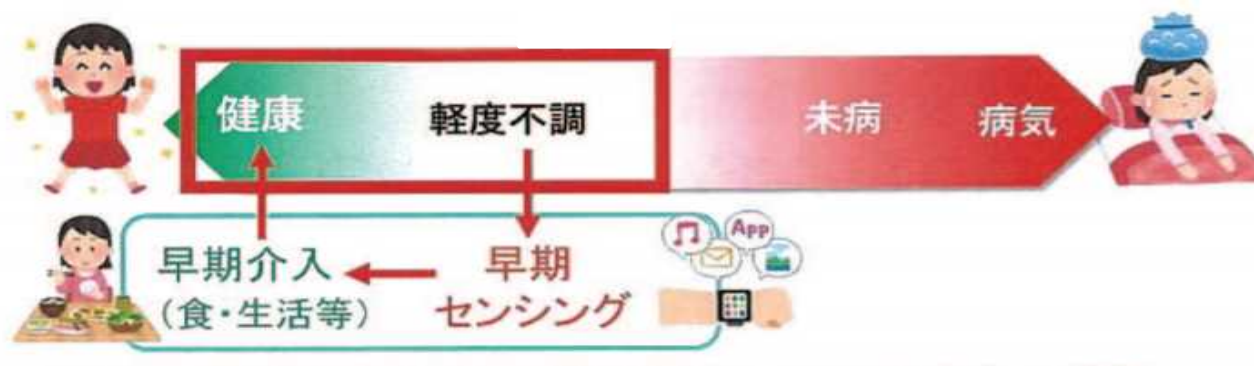 健康
軽度不調
未病
病気
早期介入
(食・生活等)
早期
センシング
App